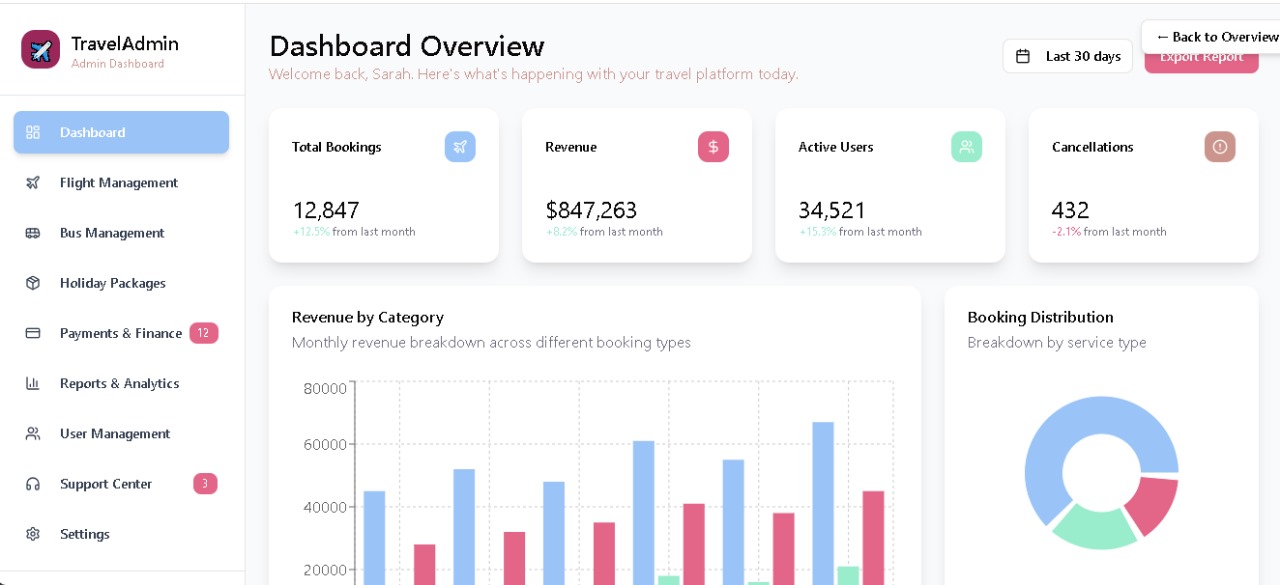 TravelAdmin
Admin Dashboard
Dashboard
Flight Management
Bus Management
Holiday Packages
Payments & Finance 12
Reports & Analytics
User Management
Support Center 3
Settings
Dashboard Overview
Welcome back, Sarah. Here's what's happening with your travel platform today.
Last 30 days
← Back to Overview
Export Report
Total Bookings
12,847
+12.5% from last month
Revenue
$847,263
+8.2% from last month
Active Users
34,521
+15.3% from last month
Cancellations
432
-2.1% from last month
Revenue by Category
Monthly revenue breakdown across different booking types
80000
60000
40000
20000
Booking Distribution
Breakdown by service type